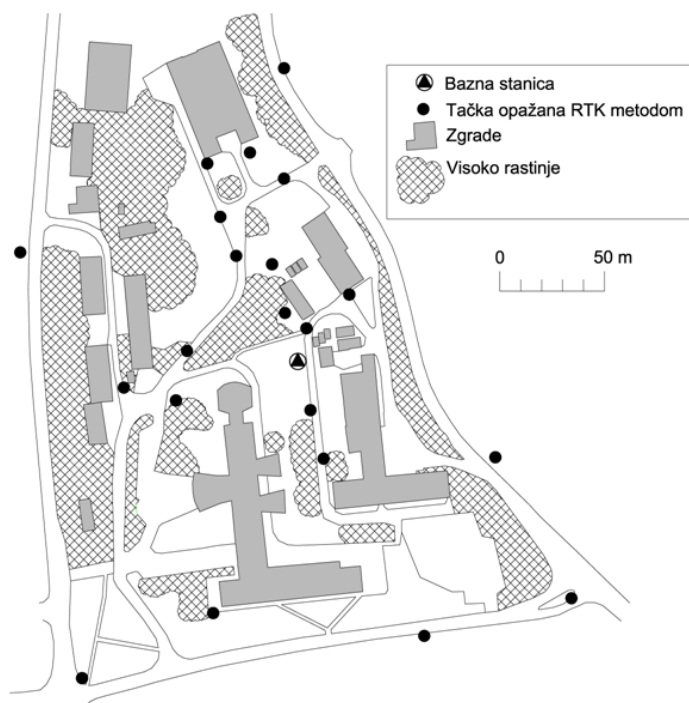 Bazna stanica
Tačka opažana RTK metodom
Zgrade
Visoko rastinje
0 50 m